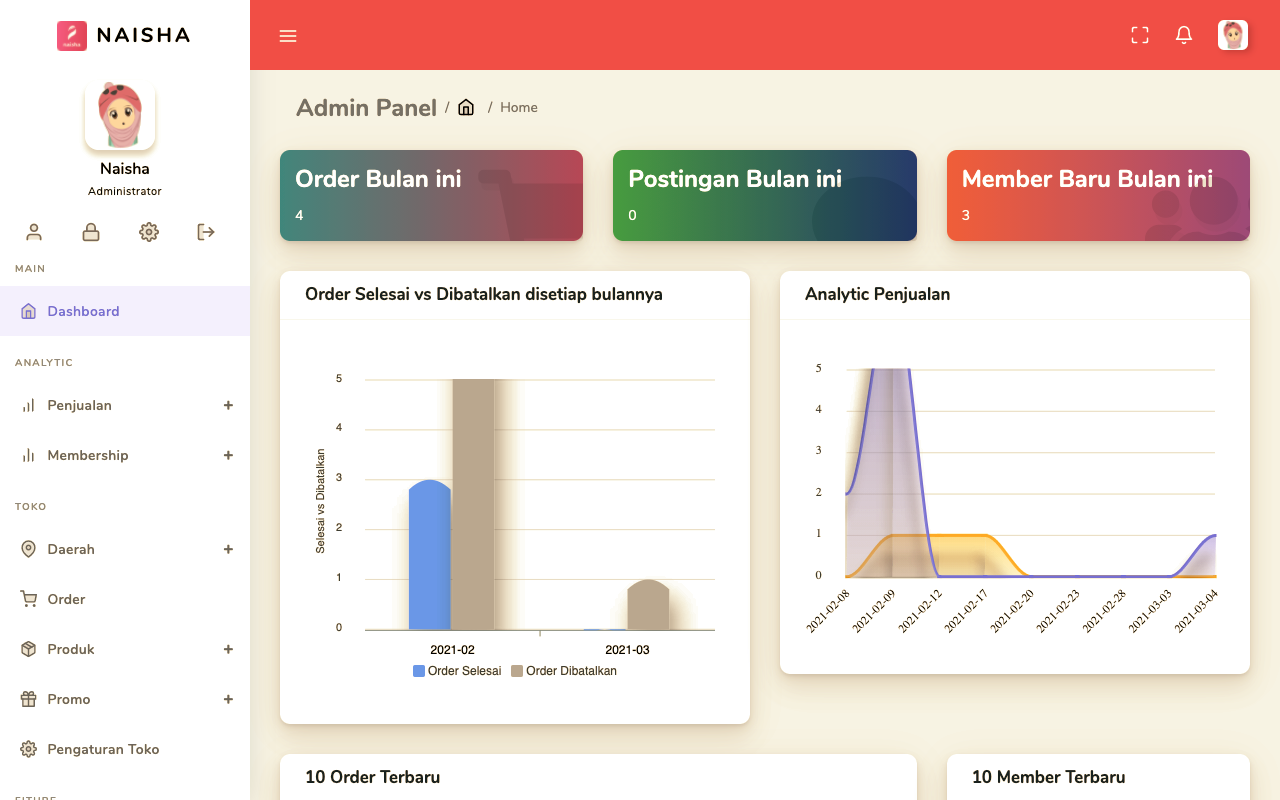 NAISHA
Naisha
Administrator
MAIN
Dashboard
ANALYTIC
Penjualan
Membership
TOKO
Daerah
Order
Produk
Promo
Pengaturan Toko
Admin Panel / / Home
Order Bulan ini
4
Postingan Bulan ini
0
Member Baru Bulan ini
3
Order Selesai vs Dibatalkan disetiap bulannya
Selesai vs Dibatalkan
5
4
3
2
1
0
2021-02
2021-03
Order Selesai
Order Dibatalkan
Analytic Penjualan
5
4
3
2
1
0
2021-02-08
2021-02-09
2021-02-12
2021-02-17
2021-02-20
2021-02-23
2021-02-28
2021-03-03
2021-03-04
10 Order Terbaru
10 Member Terbaru